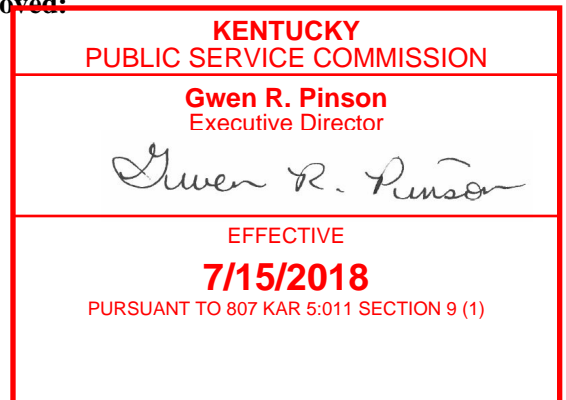 oved:
KENTUCKY
PUBLIC SERVICE COMMISSION
Gwen R. Pinson
Executive Director
Gwen R. Pinson
EFFECTIVE
7/15/2018
PURSUANT TO 807 KAR 5:011 SECTION 9 (1)